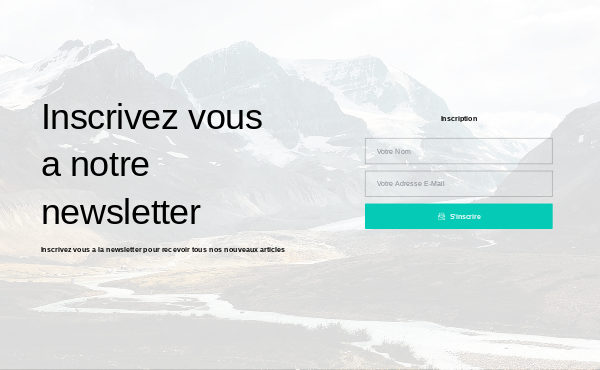 Inscrivez vous
a notre
newsletter
Inscrivez vous a la newsletter pour recevoir tous nos nouveaux articles
Inscription
Votre Nom
Votre Adresse E-Mail
S'inscrire